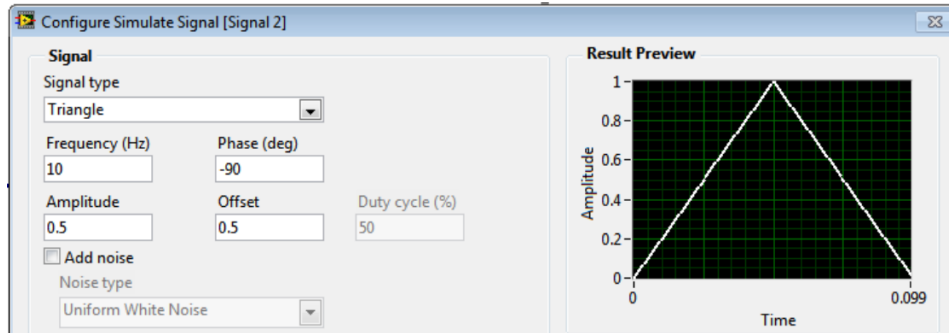 Configure Simulate Signal [Signal 2]
Signal
Signal type
Triangle
Frequency (Hz)
Phase (deg)
10
-90
Amplitude
Offset
Duty cycle (%)
0.5
0.5
50
Add noise
Noise type
Uniform White Noise
Result Preview
1
0.8
0.6
0.4
0.2
0
Amplitude
0
0.099
Time